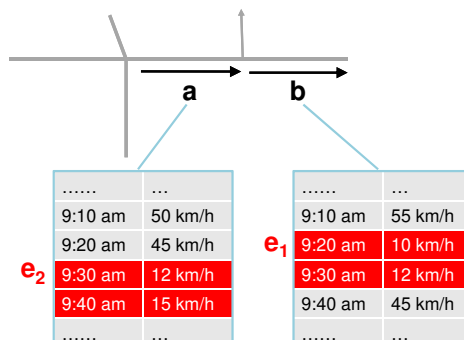 a
b
…… …
9:10 am 50 km/h
9:20 am 45 km/h
e2
9:30 am 12 km/h
9:40 am 15 km/h
…… …
…… …
9:10 am 55 km/h
e1
9:20 am 10 km/h
9:30 am 12 km/h
9:40 am 45 km/h
…… …